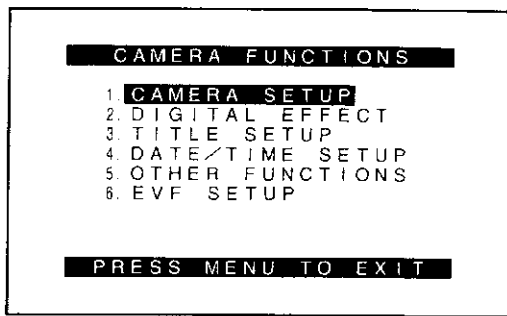 CAMERA FUNCTIONS
1. CAMERA SETUP
2. DIGITAL EFFECT
3. TITLE SETUP
4. DATE/TIME SETUP
5. OTHER FUNCTIONS
6. EVF SETUP
PRESS MENU TO EXIT